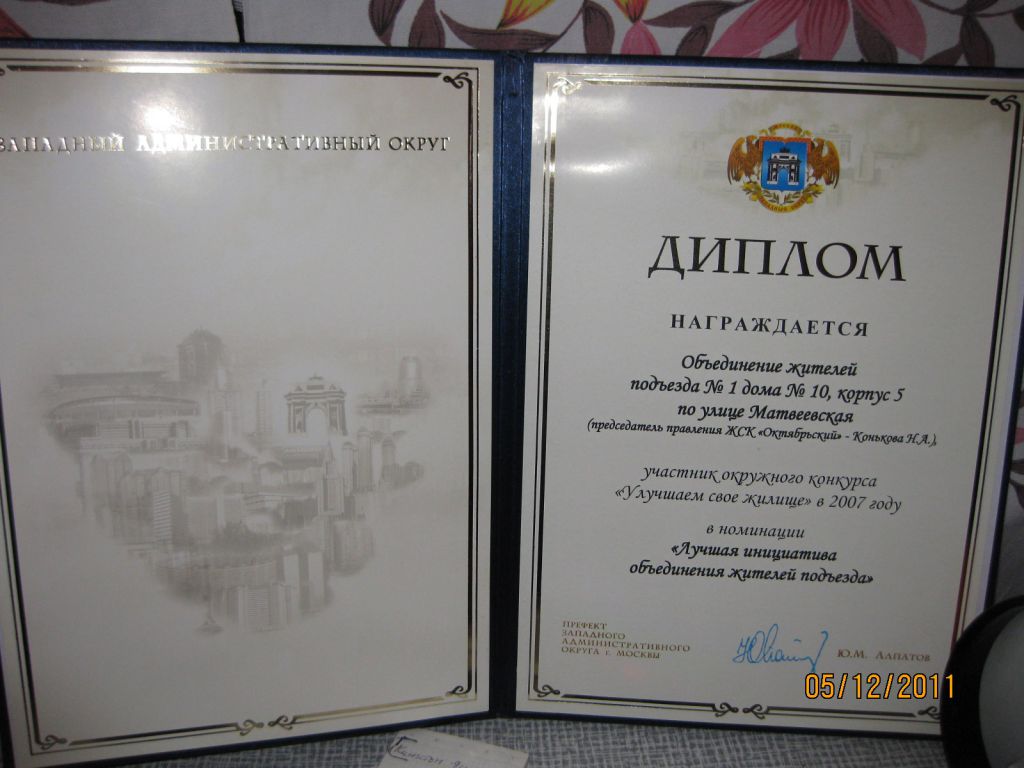 ЗАПАДНЫЙ АДМИНИСТРАТИВНЫЙ ОКРУГ
ДИПЛОМ
НАГРАЖДАЕТСЯ
Объединение жителей
подъезда № 1 дома № 10, корпус 5
по улице Матвеевская
(председатель правления ЖСК «Октябрьский» - Конькова Н.А.),
участник окружного конкурса
«Улучшаем свое жилище» в 2007 году
в номинации
«Лучшая инициатива
объединения жителей подъезда»
ПРЕФЕКТ
ЗАПАДНОГО
АДМИНИСТРАТИВНОГО
ОКРУГА г. МОСКВЫ
Ю.М. АЛПАТОВ
05/12/2011